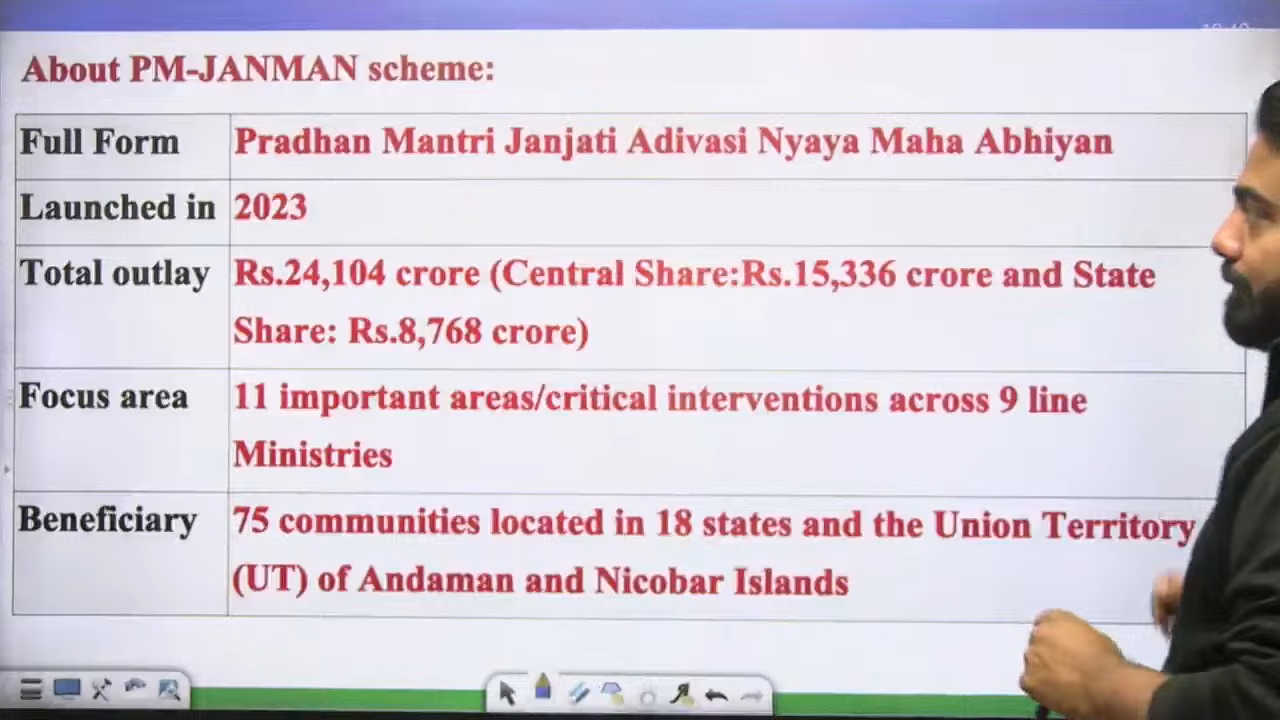 About PM-JANMAN scheme:
Full Form
Pradhan Mantri Janjati Adivasi Nyaya Maha Abhiyan
Launched in
2023
Total outlay
Rs.24,104 crore (Central Share:Rs.15,336 crore and State
Share: Rs.8,768 crore)
Focus area
11 important areas/critical interventions across 9 line
Ministries
Beneficiary
75 communities located in 18 states and the Union Territory
(UT) of Andaman and Nicobar Islands